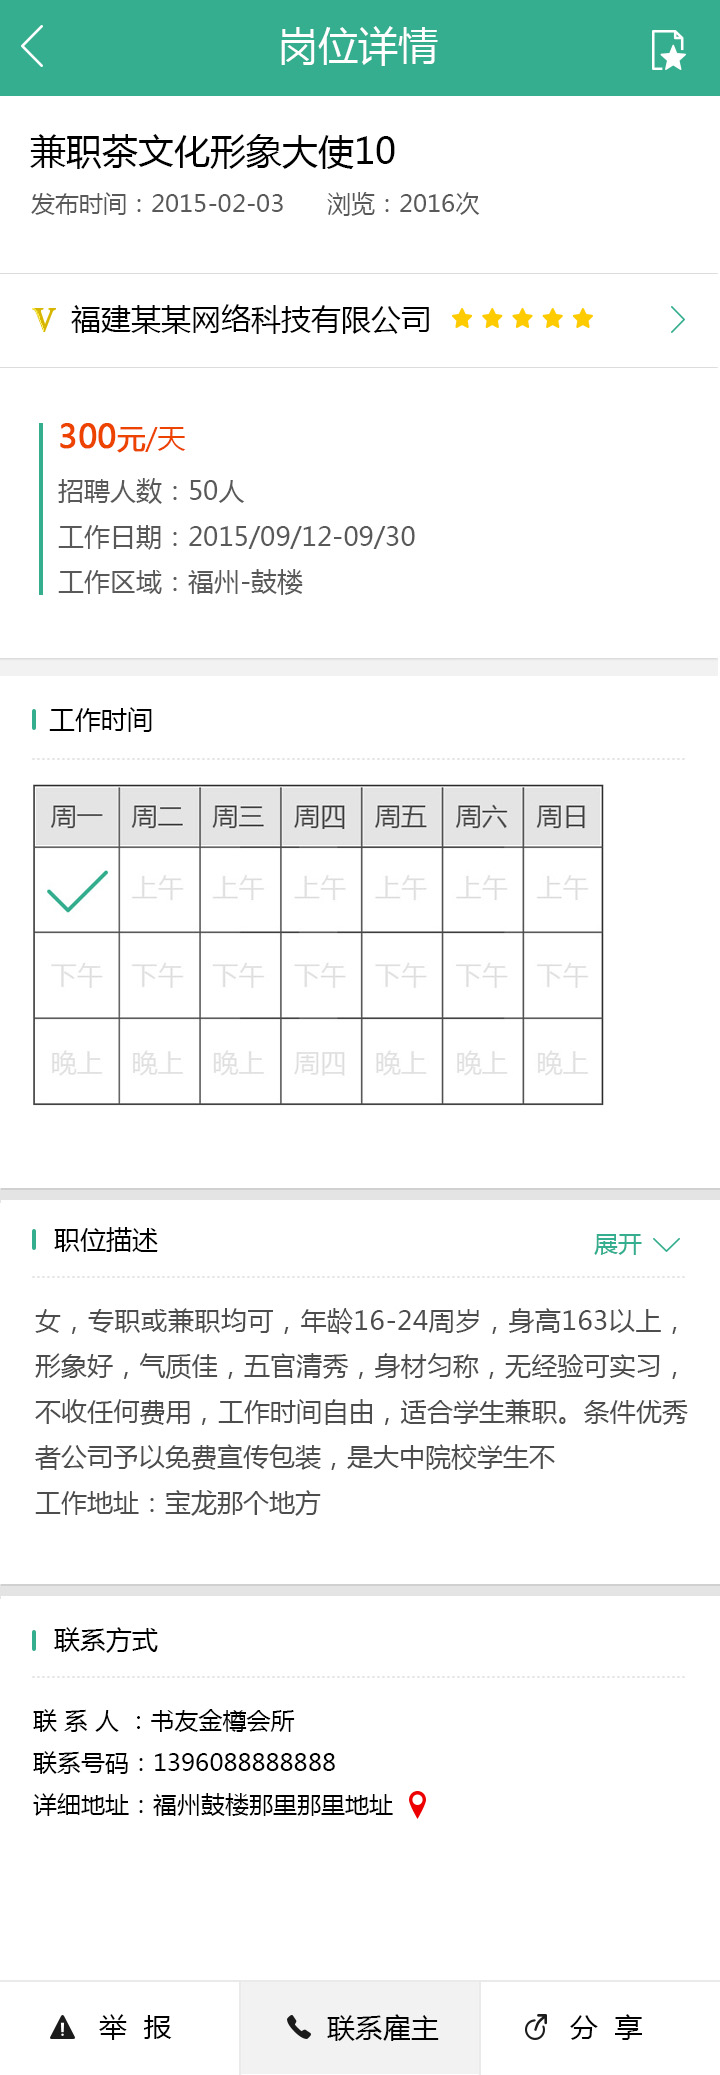 岗位详情
兼职茶文化形象大使10
发布时间：2015-02-03 浏览：2016次
V 福建某某网络科技有限公司
300元/天
招聘人数：50人
工作日期：2015/09/12-09/30
工作区域：福州-鼓楼
工作时间
周一 周二 周三 周四 周五 周六 周日
上午 上午 上午 上午 上午 上午
下午 下午 下午 下午 下午 下午 下午
晚上 晚上 晚上 周四 晚上 晚上 晚上
职位描述 展开
女，专职或兼职均可，年龄16-24周岁，身高163以上，
形象好，气质佳，五官清秀，身材匀称，无经验可实习，
不收任何费用，工作时间自由，适合学生兼职。条件优秀
者公司予以免费宣传包装，是大中院校学生不
工作地址：宝龙那个地方
联系方式
联 系 人 ：书友金樽会所
联系号码：1396088888888
详细地址：福州鼓楼那里那里地址
举 报 联系雇主 分 享